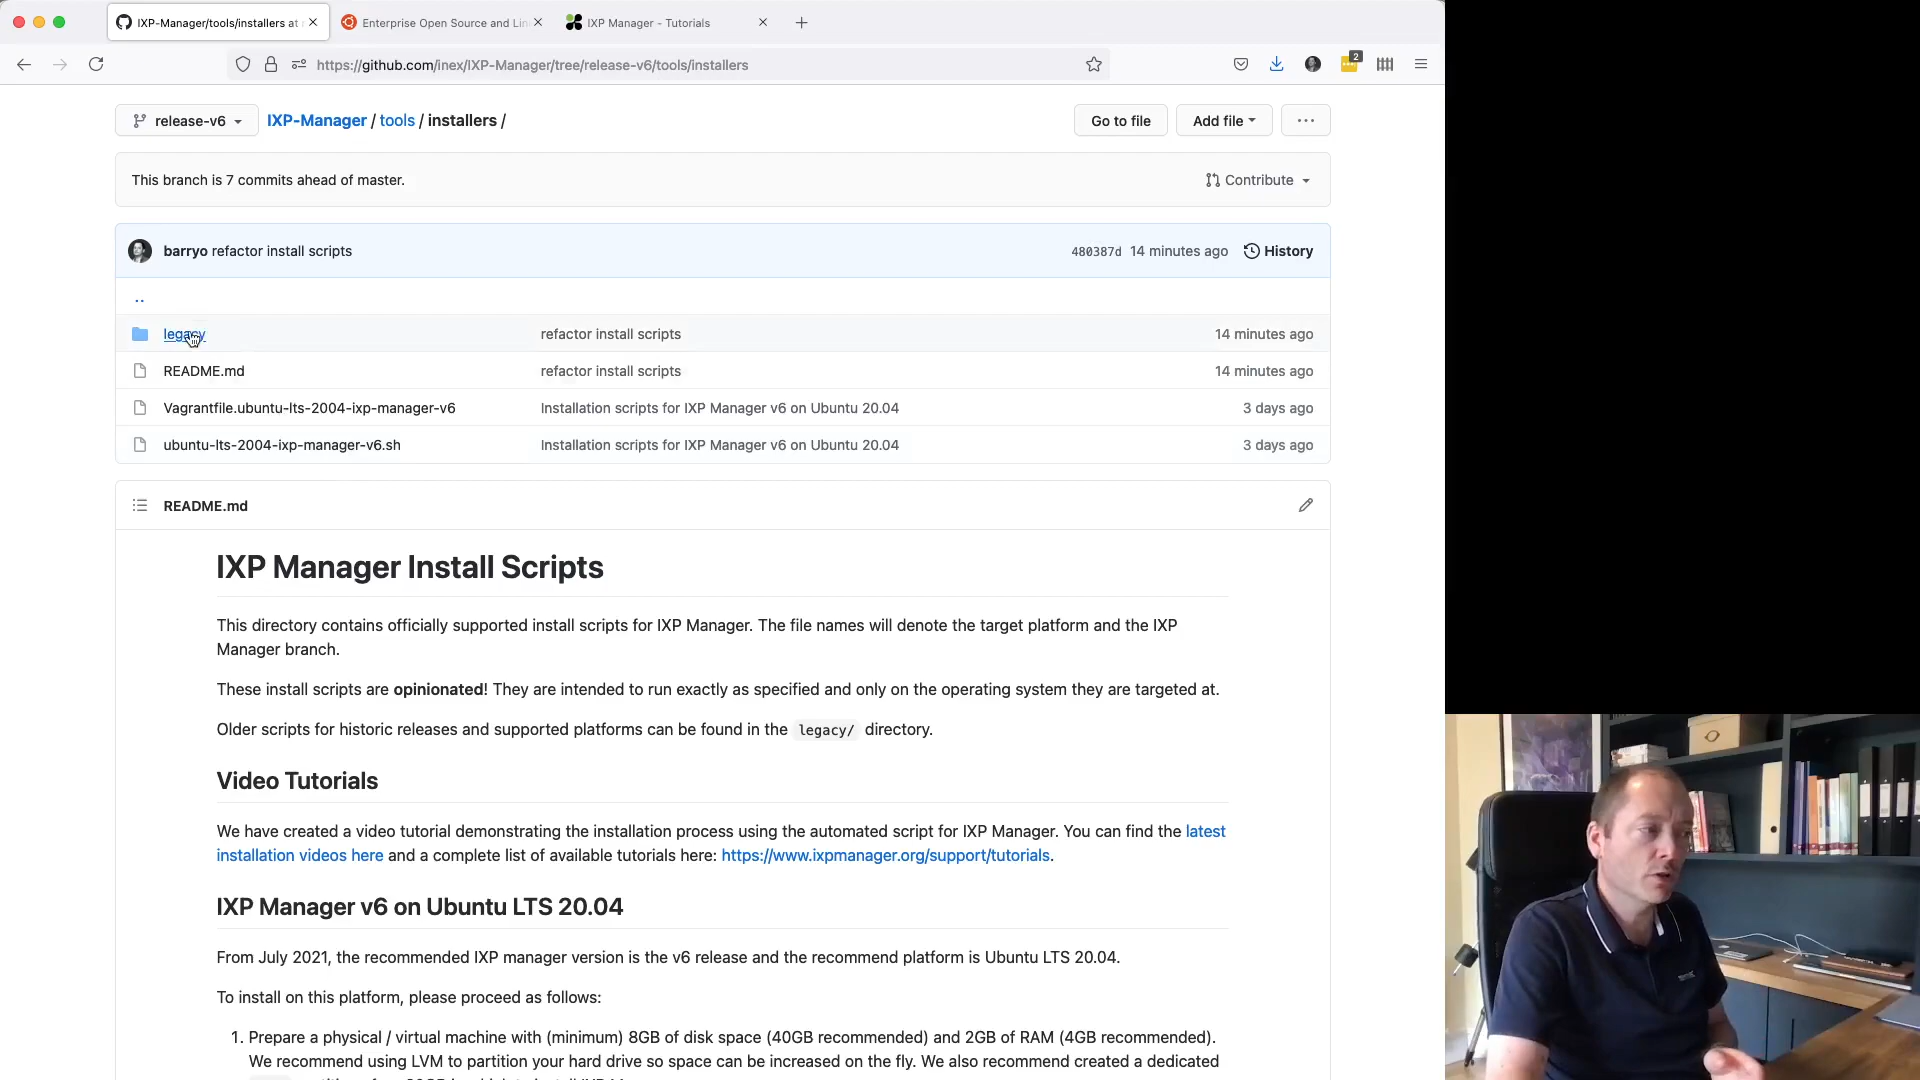 IXP-Manager/tools/installers at
Enterprise Open Source and Lin
IXP Manager - Tutorials
https://github.com/inex/IXP-Manager/tree/release-v6/tools/installers
2
release-v6
IXP-Manager / tools / installers /
Go to file
Add file
This branch is 7 commits ahead of master.
Contribute
barryo refactor install scripts
480387d 14 minutes ago
History
..
legacy
refactor install scripts
14 minutes ago
README.md
refactor install scripts
14 minutes ago
Vagrantfile.ubuntu-lts-2004-ixp-manager-v6
Installation scripts for IXP Manager v6 on Ubuntu 20.04
3 days ago
ubuntu-lts-2004-ixp-manager-v6.sh
Installation scripts for IXP Manager v6 on Ubuntu 20.04
3 days ago
README.md
IXP Manager Install Scripts
This directory contains officially supported install scripts for IXP Manager. The file names will denote the target platform and the IXP
Manager branch.
These install scripts are opinionated! They are intended to run exactly as specified and only on the operating system they are targeted at.
Older scripts for historic releases and supported platforms can be found in the legacy/ directory.
Video Tutorials
We have created a video tutorial demonstrating the installation process using the automated script for IXP Manager. You can find the latest
installation videos here and a complete list of available tutorials here: https://www.ixpmanager.org/support/tutorials.
IXP Manager v6 on Ubuntu LTS 20.04
From July 2021, the recommended IXP manager version is the v6 release and the recommend platform is Ubuntu LTS 20.04.
To install on this platform, please proceed as follows:
1. Prepare a physical / virtual machine with (minimum) 8GB of disk space (40GB recommended) and 2GB of RAM (4GB recommended).
We recommend using LVM to partition your hard drive so space can be increased on the fly. We also recommend created a dedicated